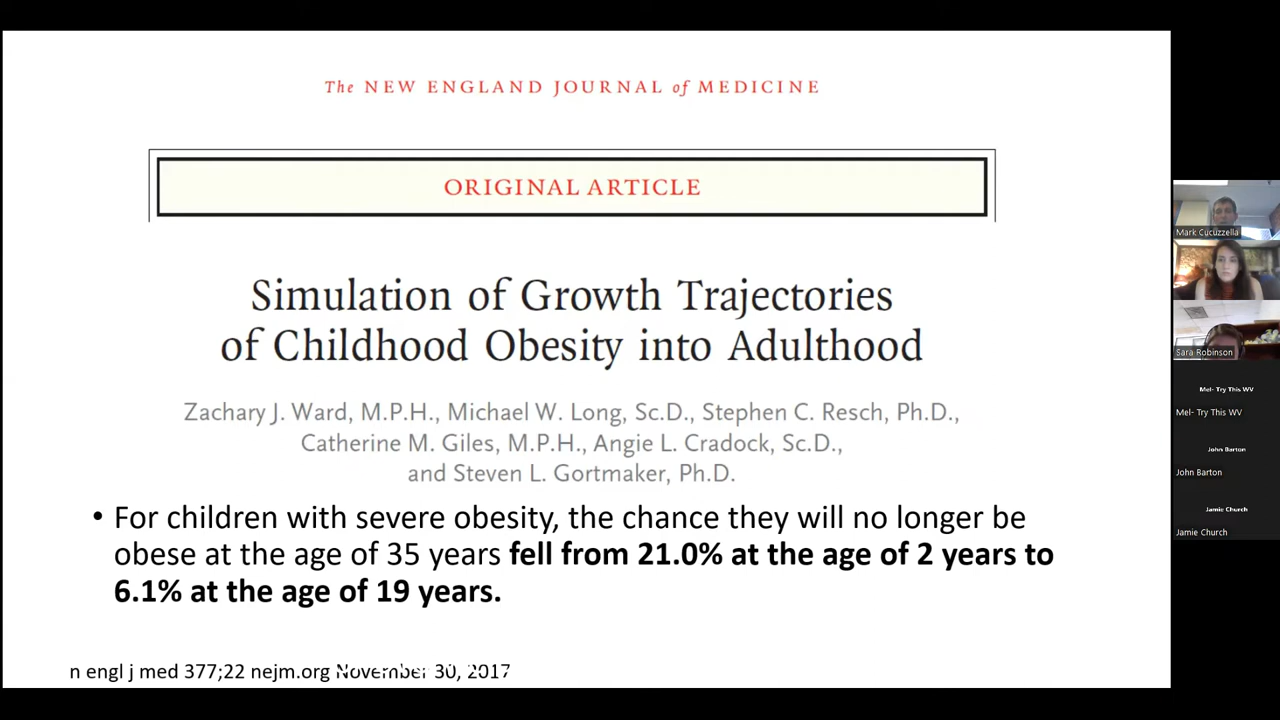 The NEW ENGLAND JOURNAL of MEDICINE
ORIGINAL ARTICLE
Simulation of Growth Trajectories
of Childhood Obesity into Adulthood
Zachary J. Ward, M.P.H., Michael W. Long, Sc.D., Stephen C. Resch, Ph.D.,
Catherine M. Giles, M.P.H., Angie L. Cradock, Sc.D.,
and Steven L. Gortmaker, Ph.D.
• For children with severe obesity, the chance they will no longer be
obese at the age of 35 years fell from 21.0% at the age of 2 years to
6.1% at the age of 19 years.
n engl j med 377;22 nejm.org November 30, 2017
Mark Cucuzzella
Sara Robinson
Mel- Try This WV
Mel- Try This WV
John Barton
John Barton
Jamie Church
Jamie Church